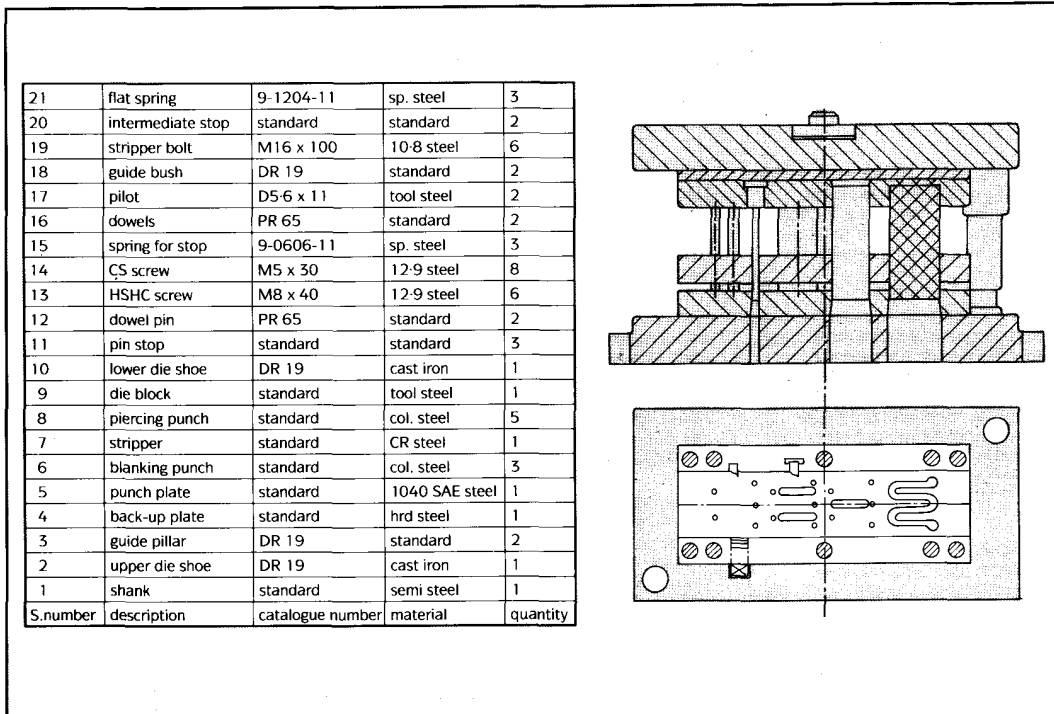 21 flat spring 9-1204-11 sp. steel 3
20 intermediate stop standard standard 2
19 stripper bolt M16 x 100 10·8 steel 6
18 guide bush DR 19 standard 2
17 pilot D5·6 x 11 tool steel 2
16 dowels PR 65 standard 2
15 spring for stop 9-0606-11 sp. steel 3
14 CS screw M5 x 30 12·9 steel 8
13 HSHC screw M8 x 40 12·9 steel 6
12 dowel pin PR 65 standard 2
11 pin stop standard standard 3
10 lower die shoe DR 19 cast iron 1
9 die block standard tool steel 1
8 piercing punch standard col. steel 5
7 stripper standard CR steel 1
6 blanking punch standard col. steel 3
5 punch plate standard 1040 SAE steel 1
4 back-up plate standard hrd steel 1
3 guide pillar DR 19 standard 2
2 upper die shoe DR 19 cast iron 1
1 shank standard semi steel 1
S.number description catalogue number material quantity